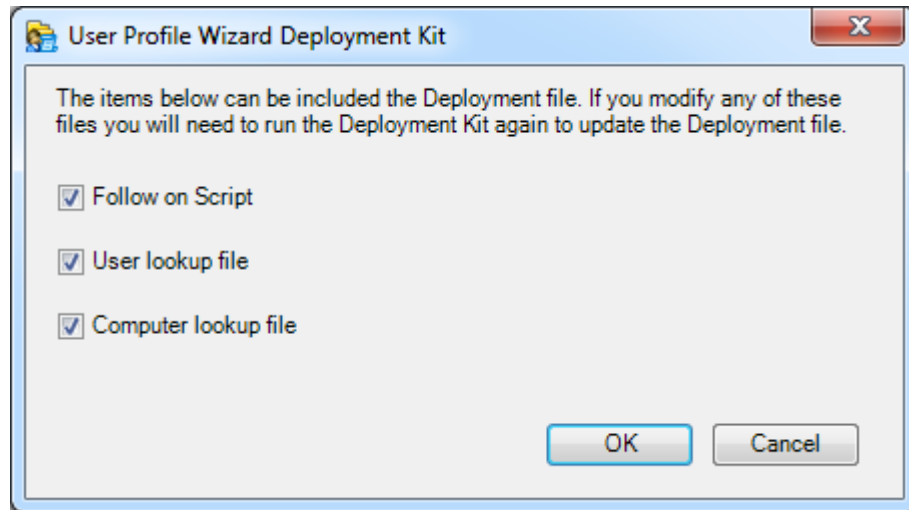 User Profile Wizard Deployment Kit
The items below can be included the Deployment file. If you modify any of these
files you will need to run the Deployment Kit again to update the Deployment file.
Follow on Script
User lookup file
Computer lookup file
OK Cancel